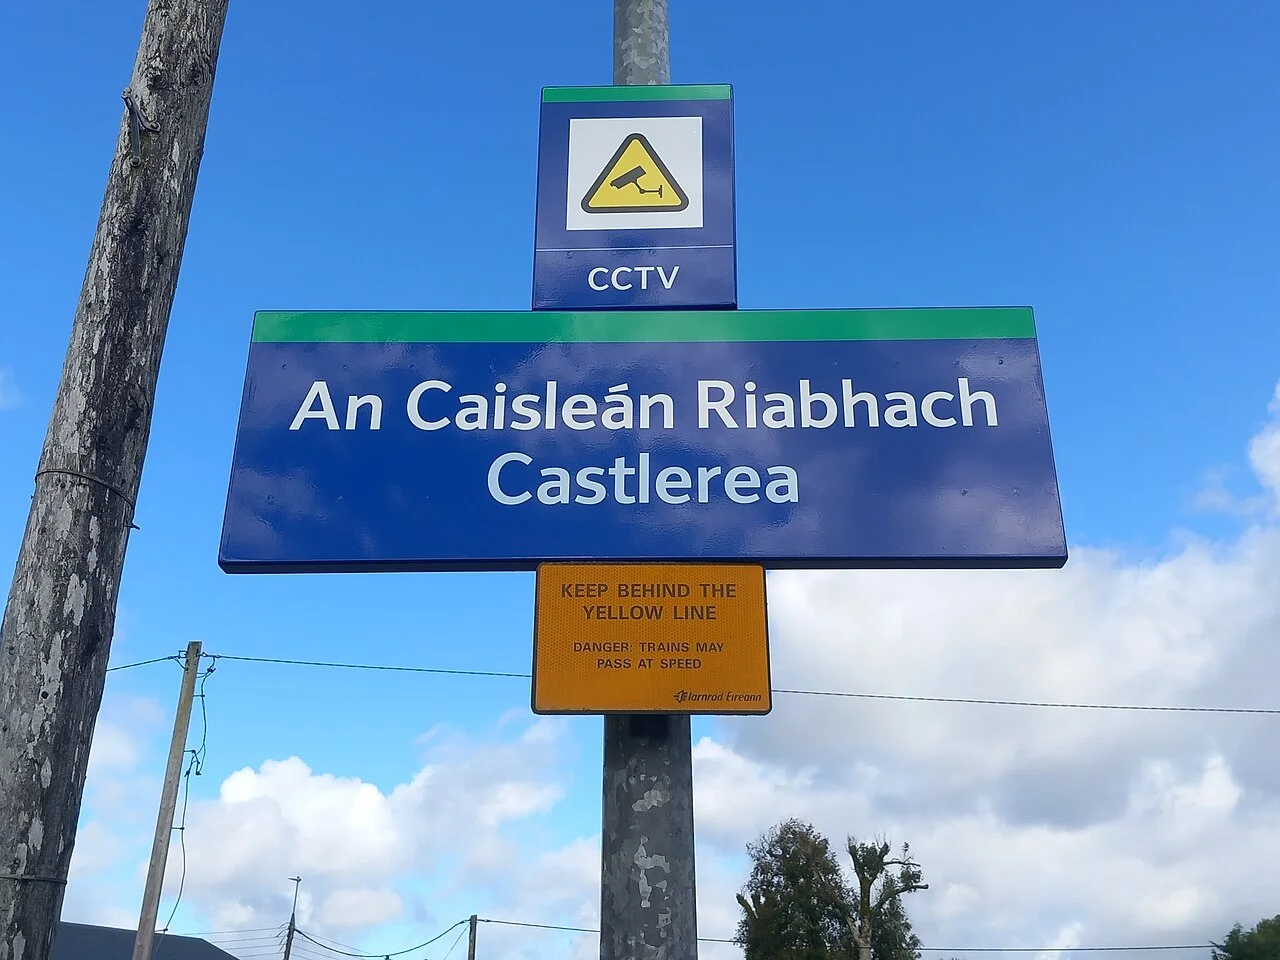 CCTV
An Caisleán Riabhach
Castlerea
KEEP BEHIND THE
YELLOW LINE
DANGER: TRAINS MAY
PASS AT SPEED
Iarnród Éireann